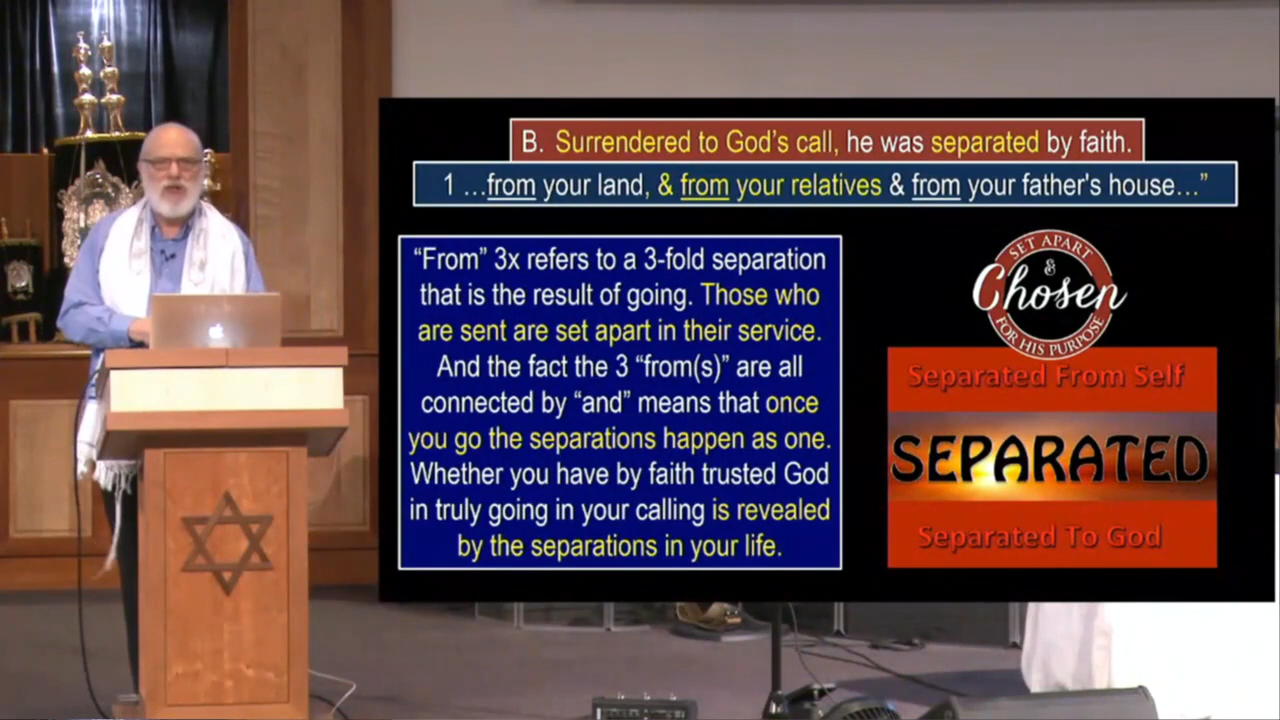 B. Surrendered to God's call, he was separated by faith.
1 …from your land, & from your relatives & from your father's house…”
“From” 3x refers to a 3-fold separation
that is the result of going. Those who
are sent are set apart in their service.
And the fact the 3 “from(s)” are all
connected by “and” means that once
you go the separations happen as one.
Whether you have by faith trusted God
in truly going in your calling is revealed
by the separations in your life.
SET APART
&
Chosen
FOR HIS PURPOSE
Separated From Self
SEPARATED
Separated To God